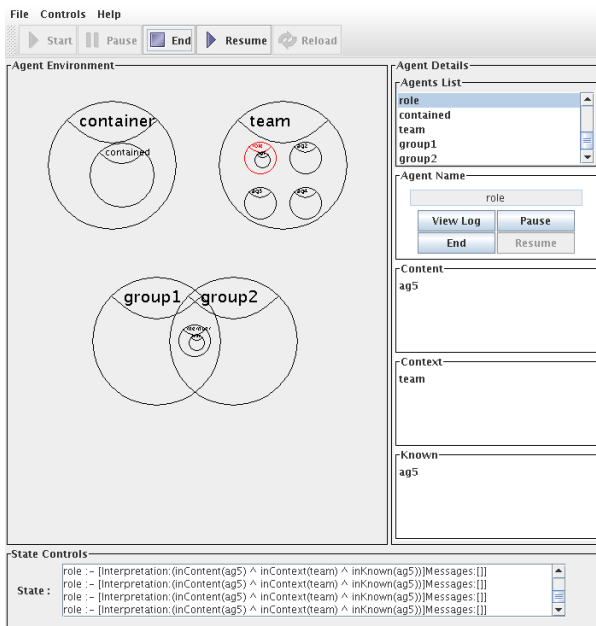 File Controls Help
Start Pause End Resume Reload
Agent Environment
container
contained
team
role
ag2
ag3
ag4
group1 group2
member
Agent Details
Agents List
role
contained
team
group1
group2
Agent Name
role
View Log Pause
End Resume
Content
ag5
Context
team
Known
ag5
State Controls
State :
role :- [Interpretation:(inContent(ag5) ^ inContext(team) ^ inKnown(ag5))]Messages:[]]
role :- [Interpretation:(inContent(ag5) ^ inContext(team) ^ inKnown(ag5))]Messages:[]]
role :- [Interpretation:(inContent(ag5) ^ inContext(team) ^ inKnown(ag5))]Messages:[]]
role :- [Interpretation:(inContent(ag5) ^ inContext(team) ^ inKnown(ag5))]Messages:[]]